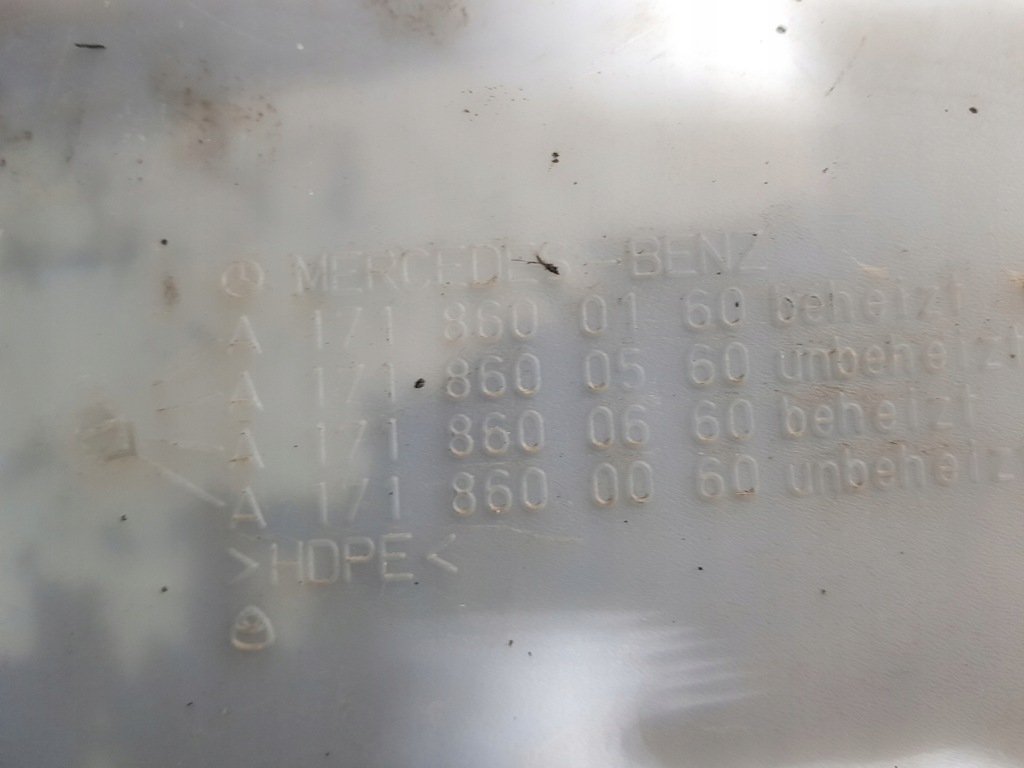 MERCEDES-BENZ
A 171 860 01 60 beheizt
A 171 860 05 60 unbeheizt
A 171 860 06 60 beheizt
A 171 860 00 60 unbeheizt
>HDPE<